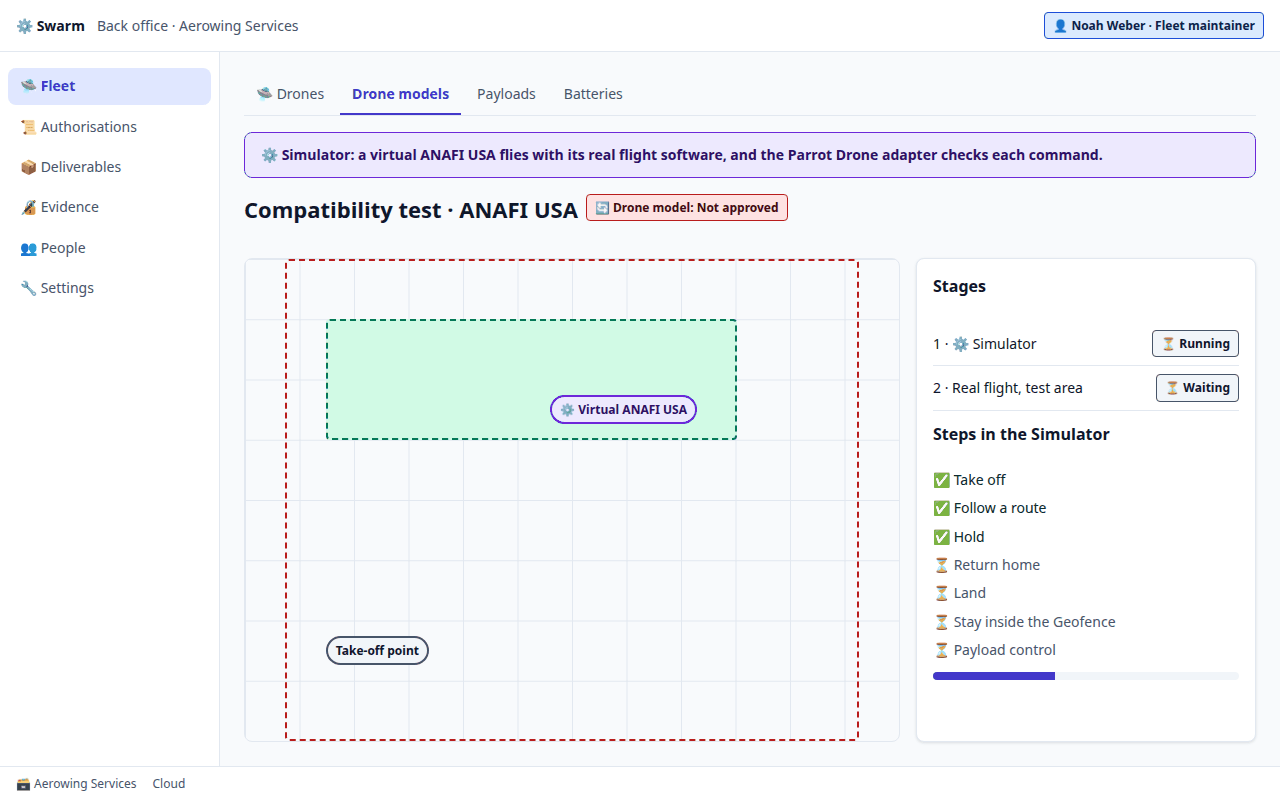 ⚙️ Swarm Back office · Aerowing Services
👤 Noah Weber · Fleet maintainer
🛸 Fleet
📜 Authorisations
📦 Deliverables
🔏 Evidence
👥 People
🔧 Settings
🛸 Drones Drone models Payloads Batteries
⚙️ Simulator: a virtual ANAFI USA flies with its real flight software, and the Parrot Drone adapter checks each command.
Compatibility test · ANAFI USA 🔄 Drone model: Not approved
⚙️ Virtual ANAFI USA
Take-off point
Stages
1 · ⚙️ Simulator ⏳ Running
2 · Real flight, test area ⏳ Waiting
Steps in the Simulator
✅ Take off
✅ Follow a route
✅ Hold
⏳ Return home
⏳ Land
⏳ Stay inside the Geofence
⏳ Payload control
🗃️ Aerowing Services Cloud